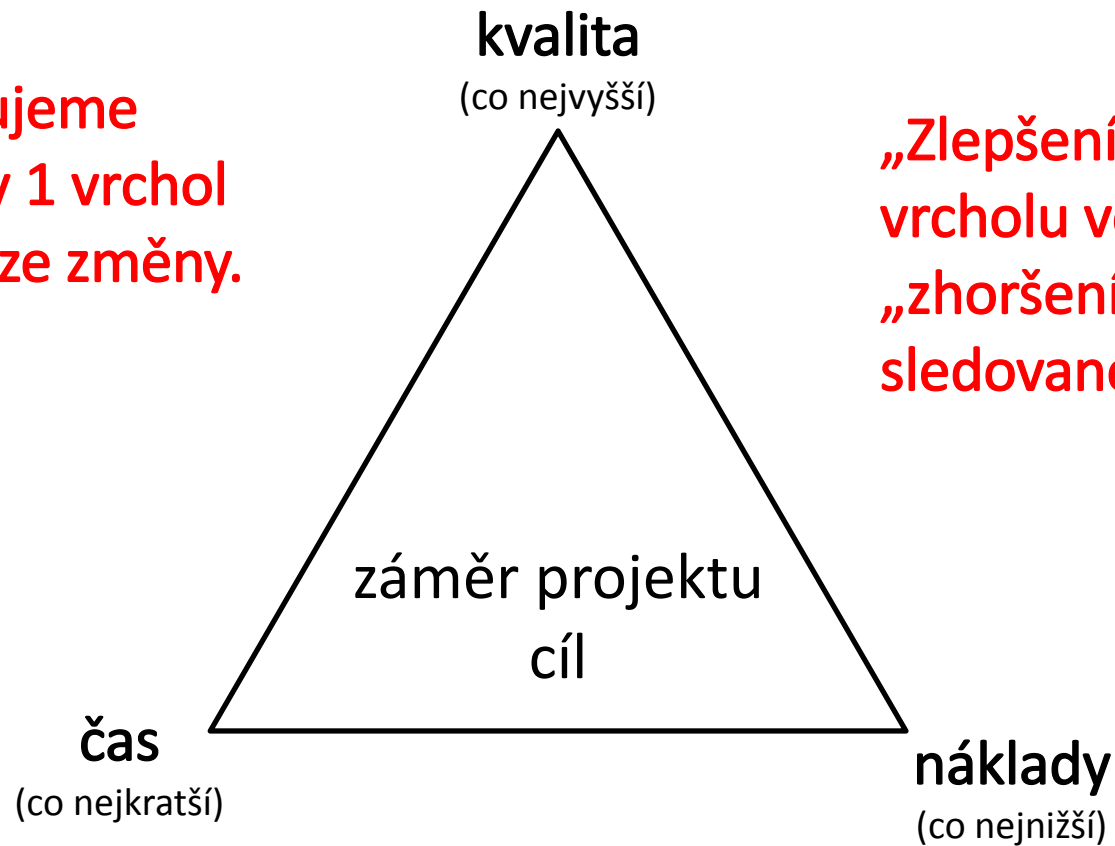 kvalita
(co nejvyšší)
ujeme
1 vrchol
ze změny.
„Zlepšení
vrcholu
„zhoršení
záměr projektu
cíl
čas
(co nejkratší)
náklady
(co nejnižší)